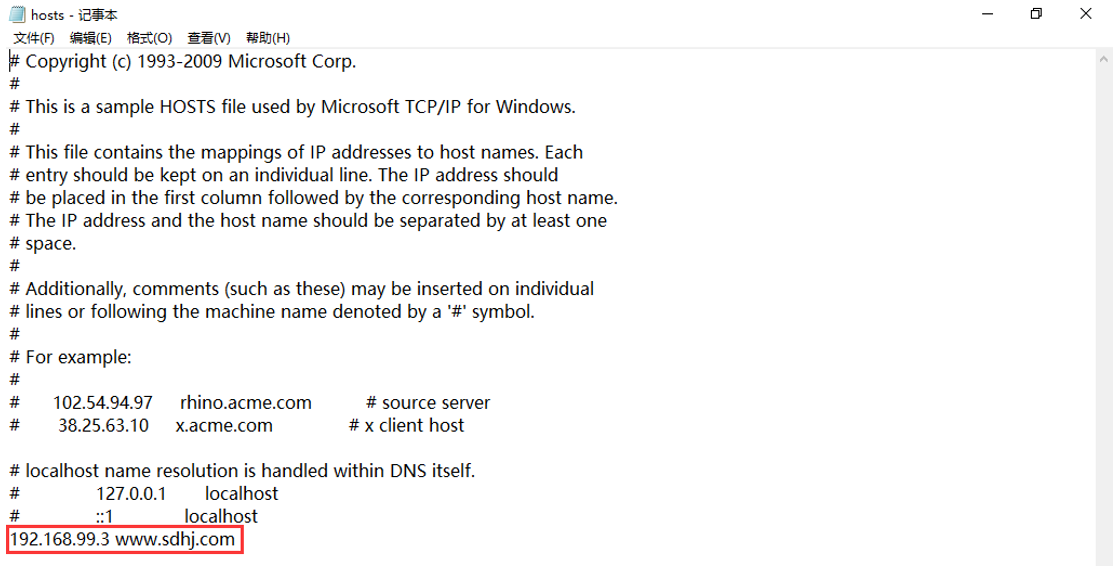 hosts - 记事本
文件(F) 编辑(E) 格式(O) 查看(V) 帮助(H)
# Copyright (c) 1993-2009 Microsoft Corp.
#
# This is a sample HOSTS file used by Microsoft TCP/IP for Windows.
#
# This file contains the mappings of IP addresses to host names. Each
# entry should be kept on an individual line. The IP address should
# be placed in the first column followed by the corresponding host name.
# The IP address and the host name should be separated by at least one
# space.
#
# Additionally, comments (such as these) may be inserted on individual
# lines or following the machine name denoted by a '#' symbol.
#
# For example:
#
# 102.54.94.97 rhino.acme.com # source server
# 38.25.63.10 x.acme.com # x client host
# localhost name resolution is handled within DNS itself.
# 127.0.0.1 localhost
# ::1 localhost
192.168.99.3 www.sdhj.com